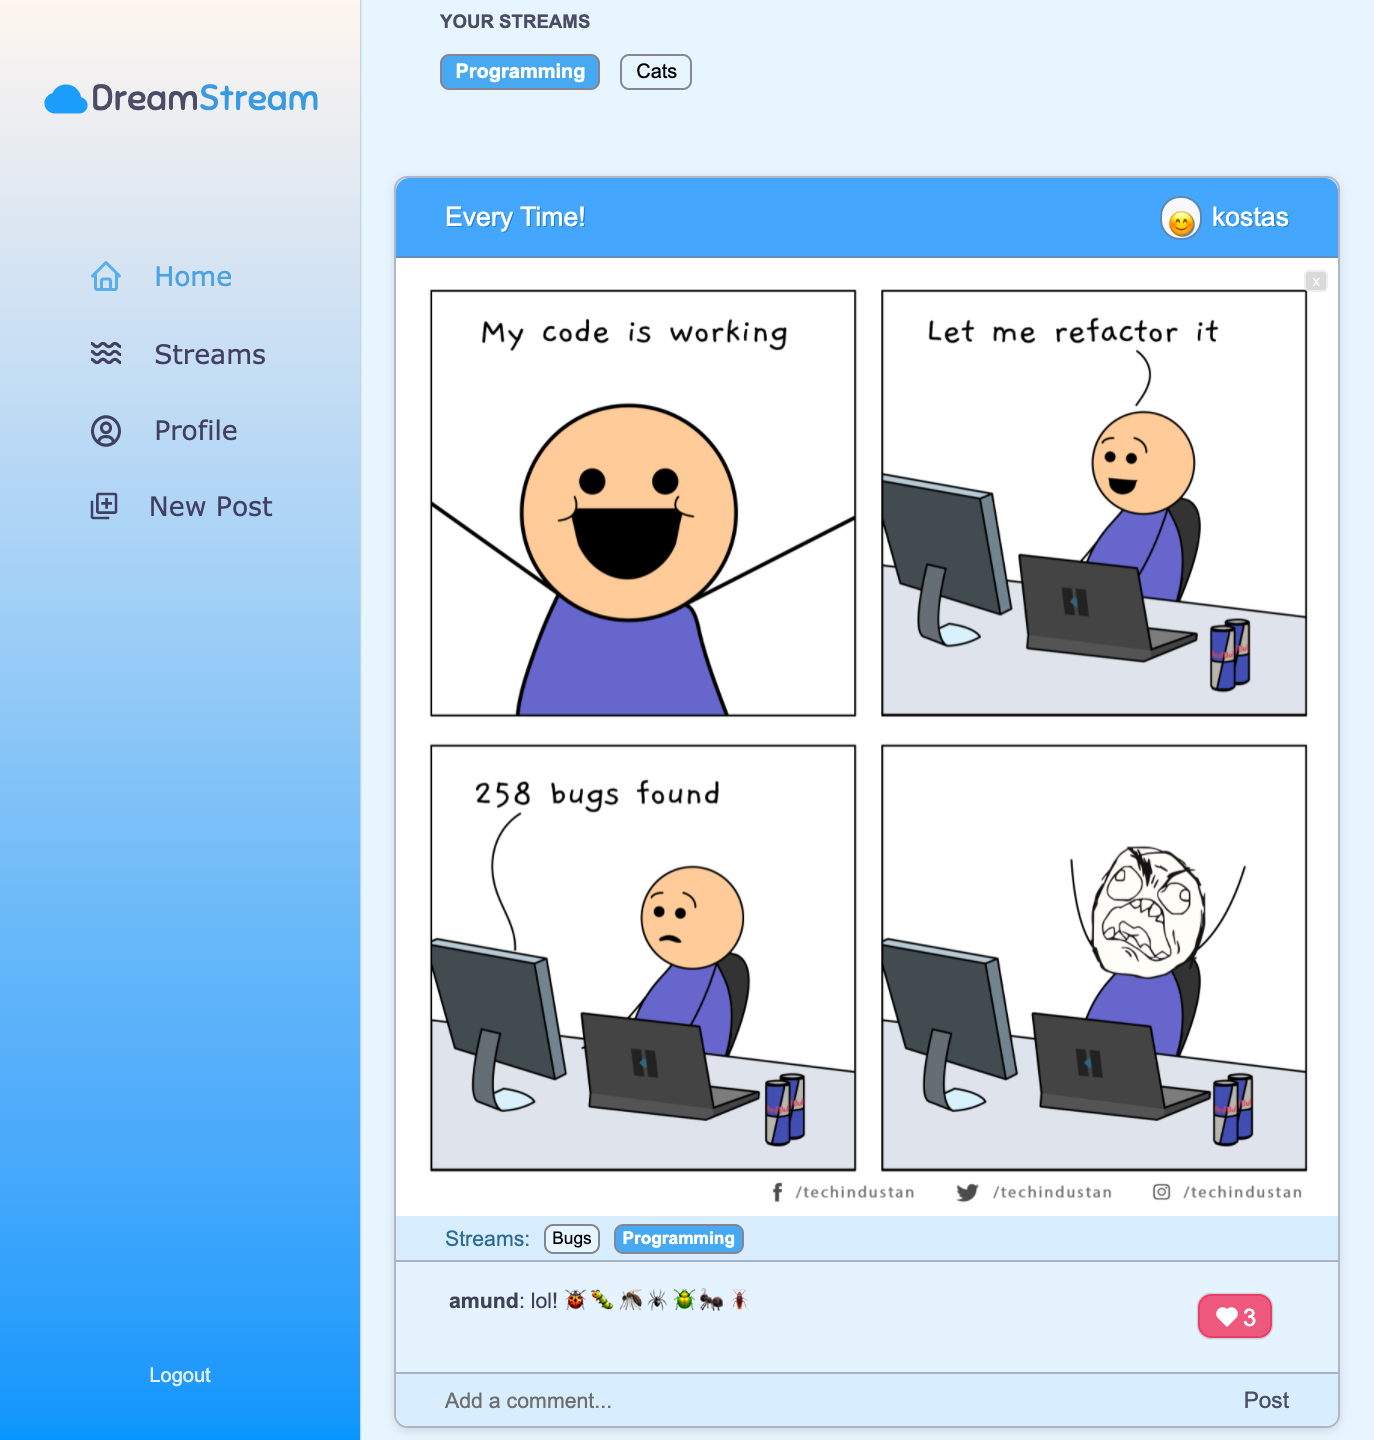 DreamStream
Home
Streams
Profile
New Post
Logout
YOUR STREAMS
Programming Cats
Every Time! kostas
x
My code is working
Let me refactor it
258 bugs found
/techindustan /techindustan /techindustan
Streams: Bugs Programming
amund: lol! 🐞🐛🦟🕷🪲🐜🪳
3
Add a comment... Post